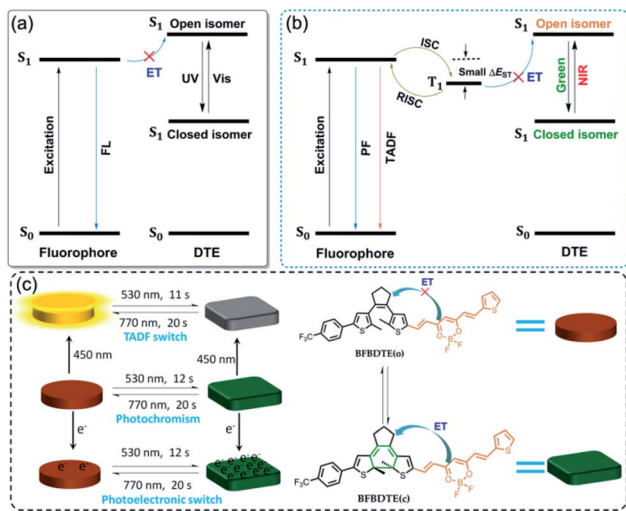 (a)
S₁
Open isomer
S₁
ET
UV
Vis
Excitation
FL
S₁
Closed isomer
S₀
S₀
Fluorophore
DTE
(b)
S₁
Open isomer
S₁
ISC
Small ΔE_ST
T₁
ET
RISC
Green
NIR
Excitation
PF
TADF
S₁
Closed isomer
S₀
S₀
Fluorophore
DTE
(c)
530 nm, 11 s
770 nm, 20 s
TADF switch
450 nm
450 nm
530 nm, 12 s
770 nm, 20 s
Photochromism
e⁻
e⁻
530 nm, 12 s
770 nm, 20 s
Photoelectronic switch
e⁻ e⁻
e⁻ e⁻ e⁻ e⁻
e⁻ e⁻ e⁻
e⁻ e⁻
ET
F₃C
S
S
S
O
O
B
F
F
BFBDTE(o)
ET
F₃C
S
S
S
O
O
B
F
F
BFBDTE(c)